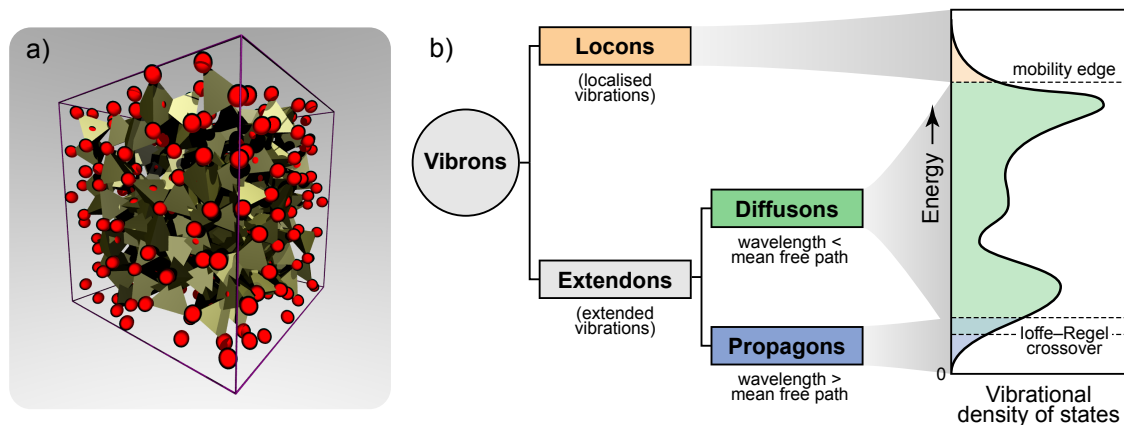 a)
b)
Locons
(localised
vibrations)
Vibrons
Diffusons
wavelength <
mean free path
Extendons
(extended
vibrations)
Propagons
wavelength >
mean free path
Energy
mobility edge
Ioffe–Regel
crossover
0
Vibrational
density of states